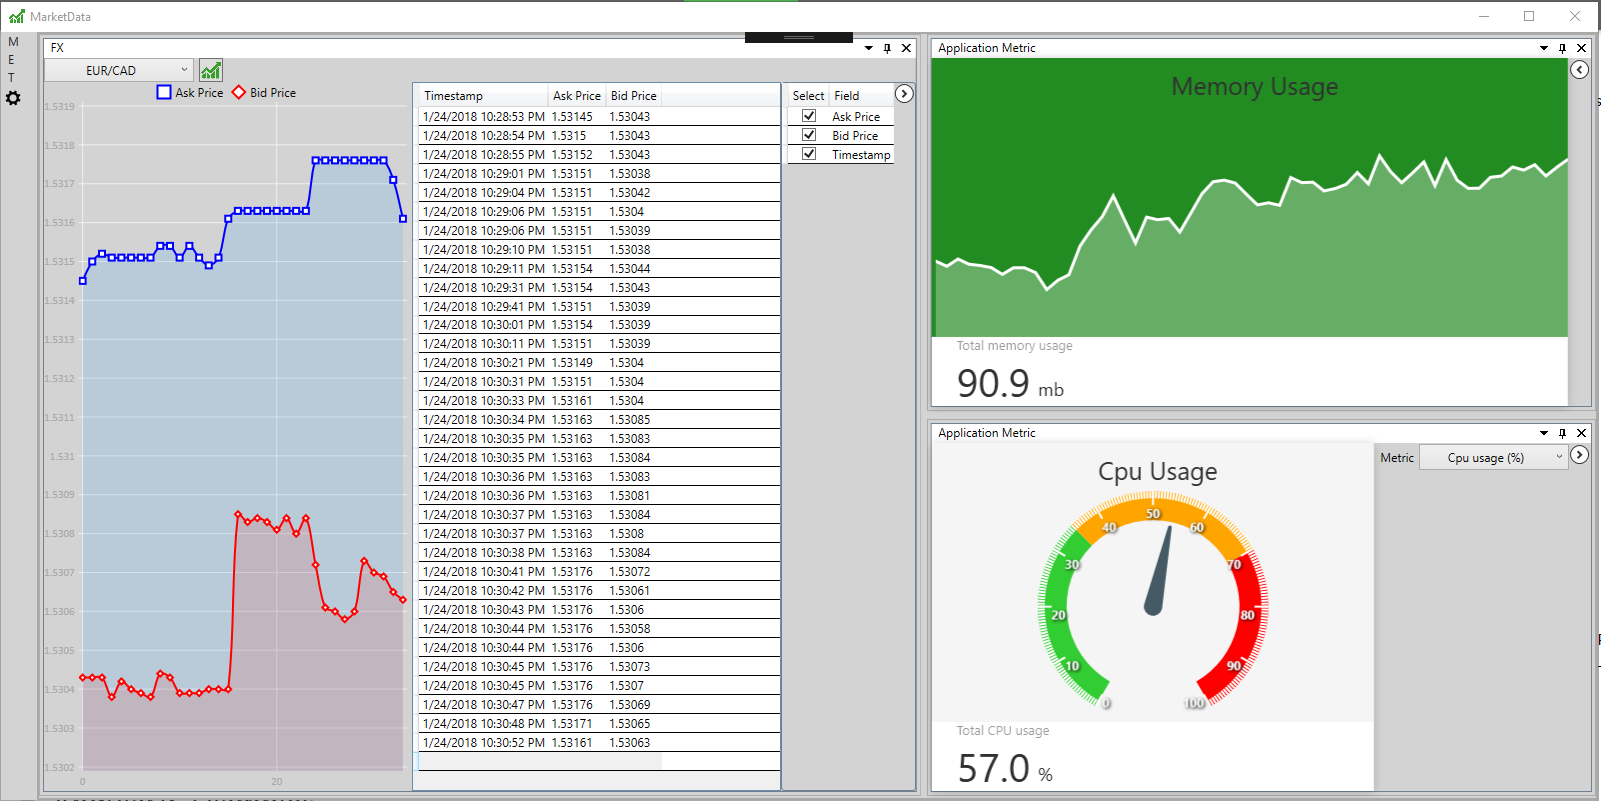 MarketData
M
E
T
FX
EUR/CAD
Ask Price Bid Price
1.5319
1.5318
1.5317
1.5316
1.5315
1.5314
1.5313
1.5312
1.5311
1.531
1.5309
1.5308
1.5307
1.5306
1.5305
1.5304
1.5303
1.5302
0 20
Timestamp Ask Price Bid Price
1/24/2018 10:28:53 PM 1.53145 1.53043
1/24/2018 10:28:54 PM 1.5315 1.53043
1/24/2018 10:28:55 PM 1.53152 1.53043
1/24/2018 10:29:01 PM 1.53151 1.53038
1/24/2018 10:29:04 PM 1.53151 1.53042
1/24/2018 10:29:06 PM 1.53151 1.5304
1/24/2018 10:29:06 PM 1.53151 1.53039
1/24/2018 10:29:10 PM 1.53151 1.53038
1/24/2018 10:29:11 PM 1.53154 1.53044
1/24/2018 10:29:31 PM 1.53154 1.53043
1/24/2018 10:29:41 PM 1.53151 1.53039
1/24/2018 10:30:01 PM 1.53154 1.53039
1/24/2018 10:30:11 PM 1.53151 1.53039
1/24/2018 10:30:21 PM 1.53149 1.5304
1/24/2018 10:30:31 PM 1.53151 1.5304
1/24/2018 10:30:33 PM 1.53161 1.5304
1/24/2018 10:30:34 PM 1.53163 1.53085
1/24/2018 10:30:35 PM 1.53163 1.53083
1/24/2018 10:30:35 PM 1.53163 1.53084
1/24/2018 10:30:36 PM 1.53163 1.53083
1/24/2018 10:30:36 PM 1.53163 1.53081
1/24/2018 10:30:37 PM 1.53163 1.53084
1/24/2018 10:30:37 PM 1.53163 1.5308
1/24/2018 10:30:38 PM 1.53163 1.53084
1/24/2018 10:30:41 PM 1.53176 1.53072
1/24/2018 10:30:42 PM 1.53176 1.53061
1/24/2018 10:30:43 PM 1.53176 1.5306
1/24/2018 10:30:44 PM 1.53176 1.53058
1/24/2018 10:30:44 PM 1.53176 1.5306
1/24/2018 10:30:45 PM 1.53176 1.53073
1/24/2018 10:30:45 PM 1.53176 1.5307
1/24/2018 10:30:47 PM 1.53176 1.53069
1/24/2018 10:30:48 PM 1.53171 1.53065
1/24/2018 10:30:52 PM 1.53161 1.53063
Select Field
Ask Price
Bid Price
Timestamp
Application Metric
Memory Usage
Total memory usage
90.9 mb
Application Metric
Metric Cpu usage (%)
Cpu Usage
0
10
20
30
40
50
60
70
80
90
100
Total CPU usage
57.0 %